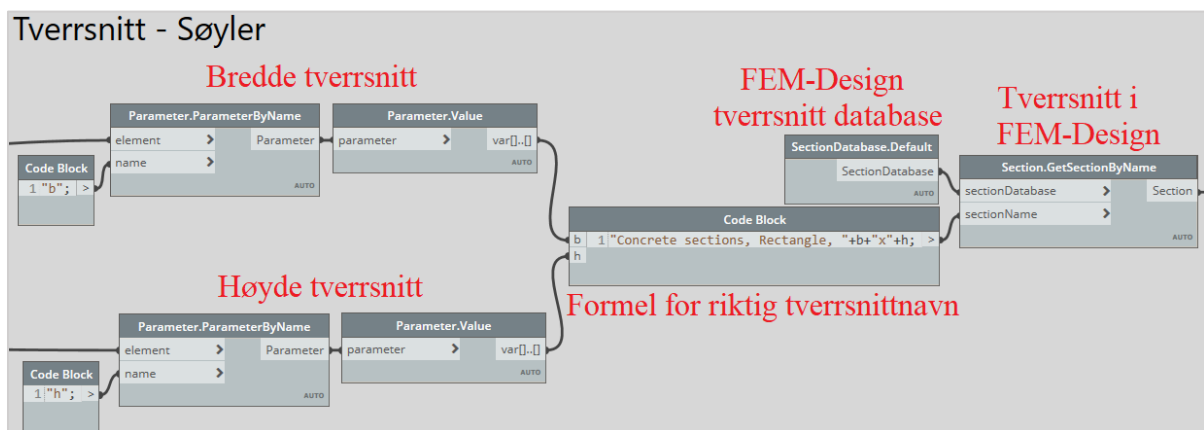 Tverrsnitt - Søyler
Bredde tverrsnitt
FEM-Design
tverrsnitt database
Tverrsnitt i
FEM-Design
Parameter.ParameterByName
element >
name >
Parameter
AUTO
Parameter.Value
parameter >
var[]..[]
AUTO
Code Block
1 "b"; >
SectionDatabase.Default
SectionDatabase
AUTO
Section.GetSectionByName
sectionDatabase >
sectionName >
Section
AUTO
Code Block
b 1 "Concrete sections, Rectangle, "+b+"x"+h; >
h
Høyde tverrsnitt
Formel for riktig tverrsnittnavn
Parameter.ParameterByName
element >
name >
Parameter
AUTO
Parameter.Value
parameter >
var[]..[]
AUTO
Code Block
1 "h"; >